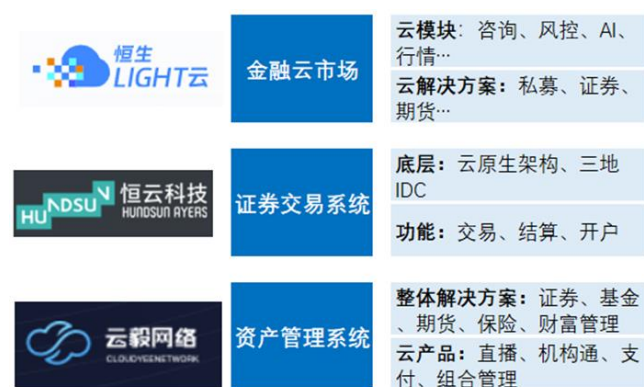 恒生
LIGHT云
金融云市场
云模块：咨询、风控、AI、
行情…
云解决方案：私募、证券、
期货…
HUNDSUN
恒云科技
HUNDSUN AYERS
证券交易系统
底层：云原生架构、三地
IDC
功能：交易、结算、开户
云毅网络
CLOUDYEENETWORK
资产管理系统
整体解决方案：证券、基金
、期货、保险、财富管理
云产品：直播、机构通、支
付、组合管理